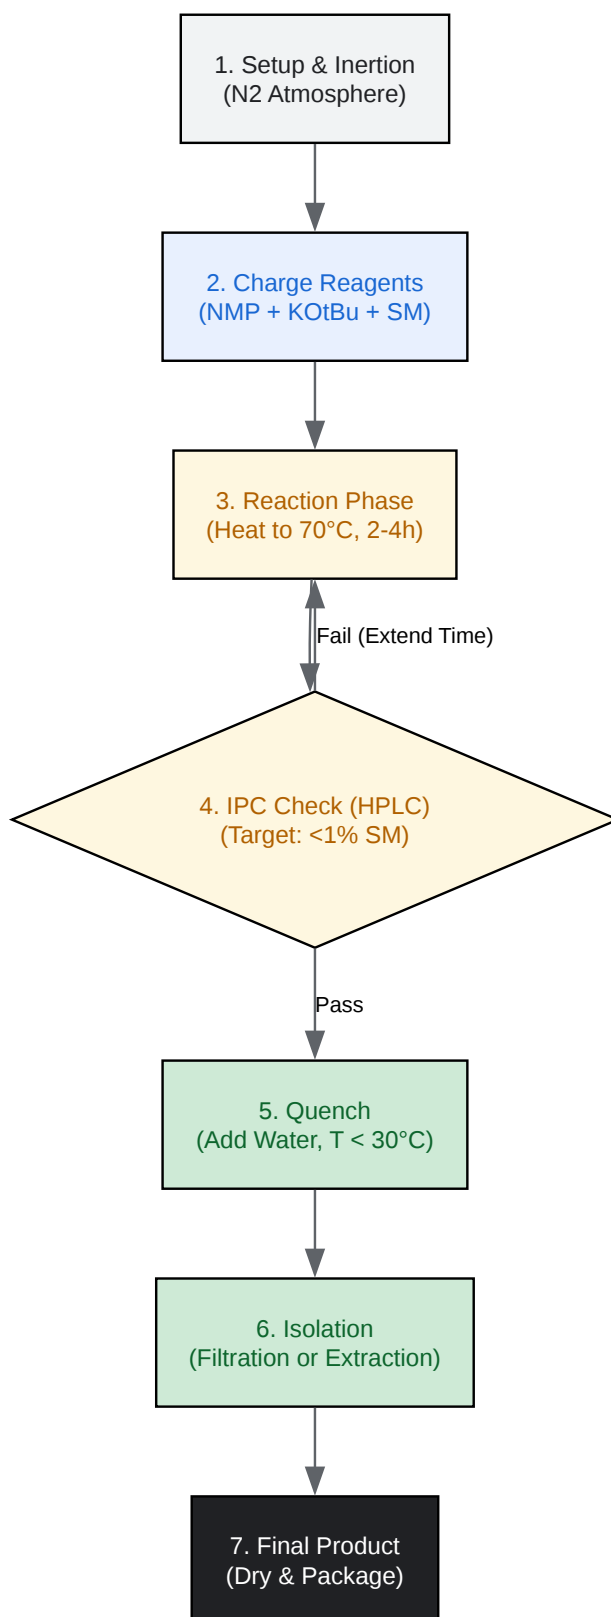 1. Setup & Inertion
(N2 Atmosphere)
2. Charge Reagents
(NMP + KOtBu + SM)
3. Reaction Phase
(Heat to 70°C, 2-4h)
Fail (Extend Time)
4. IPC Check (HPLC)
(Target: <1% SM)
Pass
5. Quench
(Add Water, T < 30°C)
6. Isolation
(Filtration or Extraction)
7. Final Product
(Dry & Package)